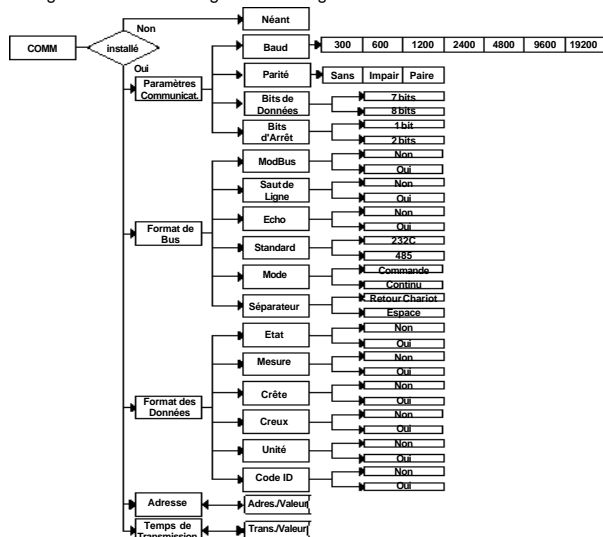 Non
Néant
COMM
installé
Oui
Baud
300 600 1200 2400 4800 9600 19200
Paramètres
Communicat.
Parité
Sans Impair Paire
Bits de
Données
7 bits
8 bits
Bits
d'Arrêt
1 bit
2 bits
Format de
Bus
ModBus
Non
Oui
Saut de
Ligne
Non
Oui
Echo
Non
Oui
Standard
232C
485
Mode
Commande
Continu
Séparateur
Retour Chariot
Espace
Format des
Données
Etat
Non
Oui
Mesure
Non
Oui
Crête
Non
Oui
Creux
Non
Oui
Unité
Non
Oui
Code ID
Non
Oui
Adresse
Adres./Valeur
Temps de
Transmission
Trans./Valeur